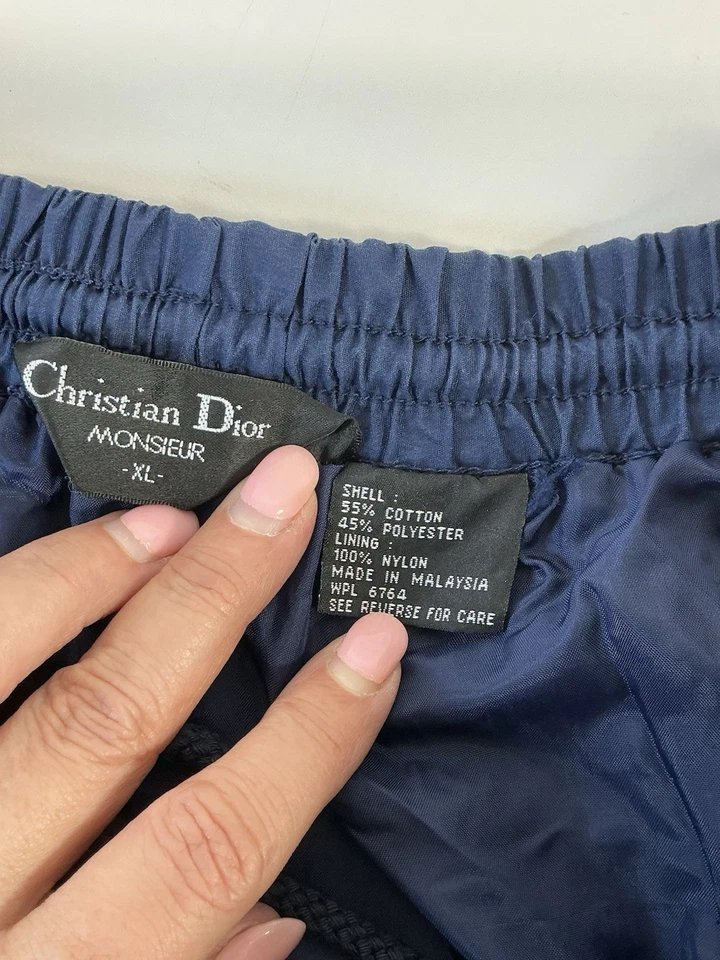 Christian Dior
MONSIEUR
-XL-
SHELL :
55% COTTON
45% POLYESTER
LINING :
100% NYLON
MADE IN MALAYSIA
WPL 6764
SEE REVERSE FOR CARE